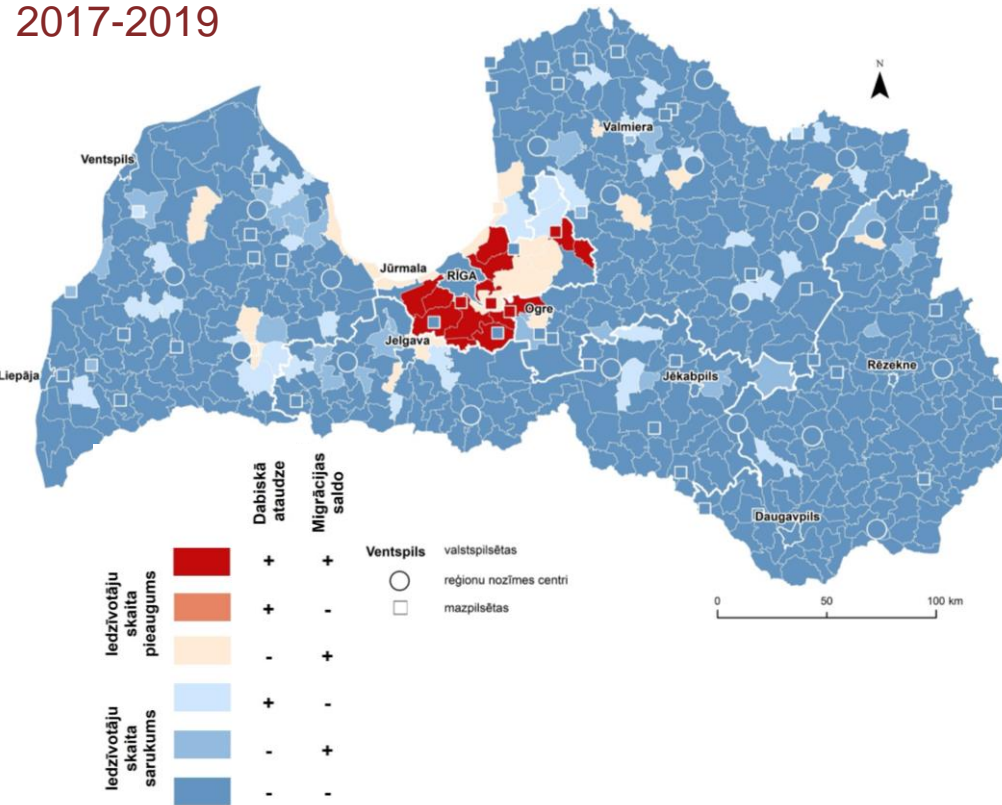 2017-2019
N
Valmiera
Ventspils
Jūrmala
RĪGA
Ogre
Jelgava
Liepāja
Jēkabpils
Rēzekne
Daugavpils
Dabiskā
ataudze
Migrācijas
saldo
Iedzīvotāju
skaita
pieaugums
+ +
+ -
- +
Iedzīvotāju
skaita
sarukums
+ -
- +
- -
Ventspils valstspilsētas
reģionu nozīmes centri
mazpilsētas
0 50 100 km